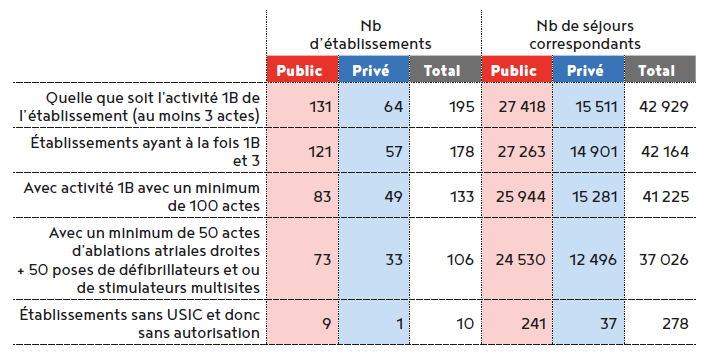 Nb
d’établissements
Nb de séjours
correspondants
Public Privé Total Public Privé Total
Quelle que soit l’activité 1B de
l’établissement (au moins 3 actes)
131 64 195 27 418 15 511 42 929
Établissements ayant à la fois 1B
et 3
121 57 178 27 263 14 901 42 164
Avec activité 1B avec un minimum
de 100 actes
83 49 133 25 944 15 281 41 225
Avec un minimum de 50 actes
d’ablations atriales droites
+ 50 poses de défibrillateurs et ou
de stimulateurs multisites
73 33 106 24 530 12 496 37 026
Établissements sans USIC et donc
sans autorisation
9 1 10 241 37 278